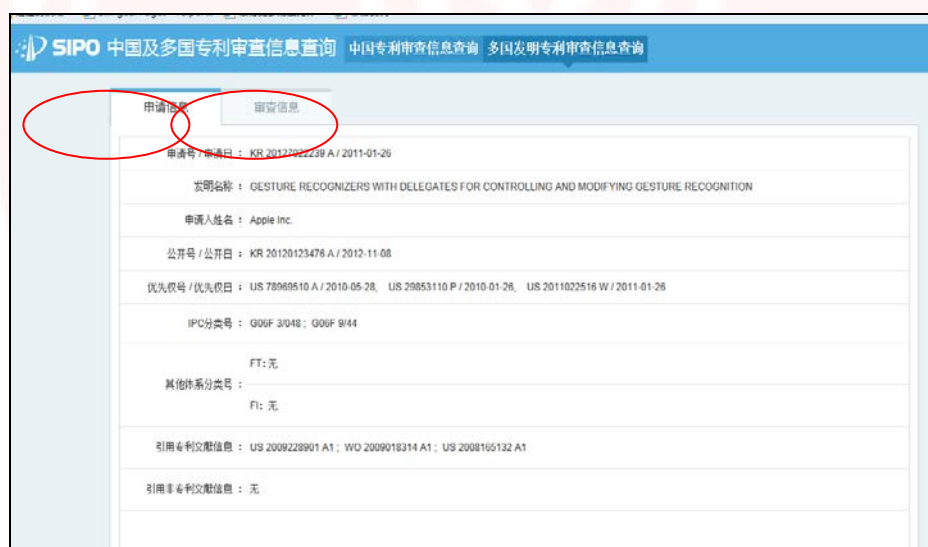 SIPO 中国及多国专利审查信息查询 中国专利审查信息查询 多国发明专利审查信息查询
申请信息 审查信息
申请号 / 申请日 : KR 20127022239 A / 2011-01-26
发明名称 : GESTURE RECOGNIZERS WITH DELEGATES FOR CONTROLLING AND MODIFYING GESTURE RECOGNITION
申请人姓名 : Apple Inc.
公开号 / 公开日 : KR 20120123476 A / 2012-11-08
优先权号 / 优先权日 : US 78969510 A / 2010-05-28, US 29853110 P / 2010-01-26, US 2011022516 W / 2011-01-26
IPC分类号 : G06F 3/048 ; G06F 9/44
FT: 无
其他体系分类号 :
FI: 无
引用专利文献信息 : US 2009228901 A1 ; WO 2009018314 A1 ; US 2008165132 A1
引用非专利文献信息 : 无